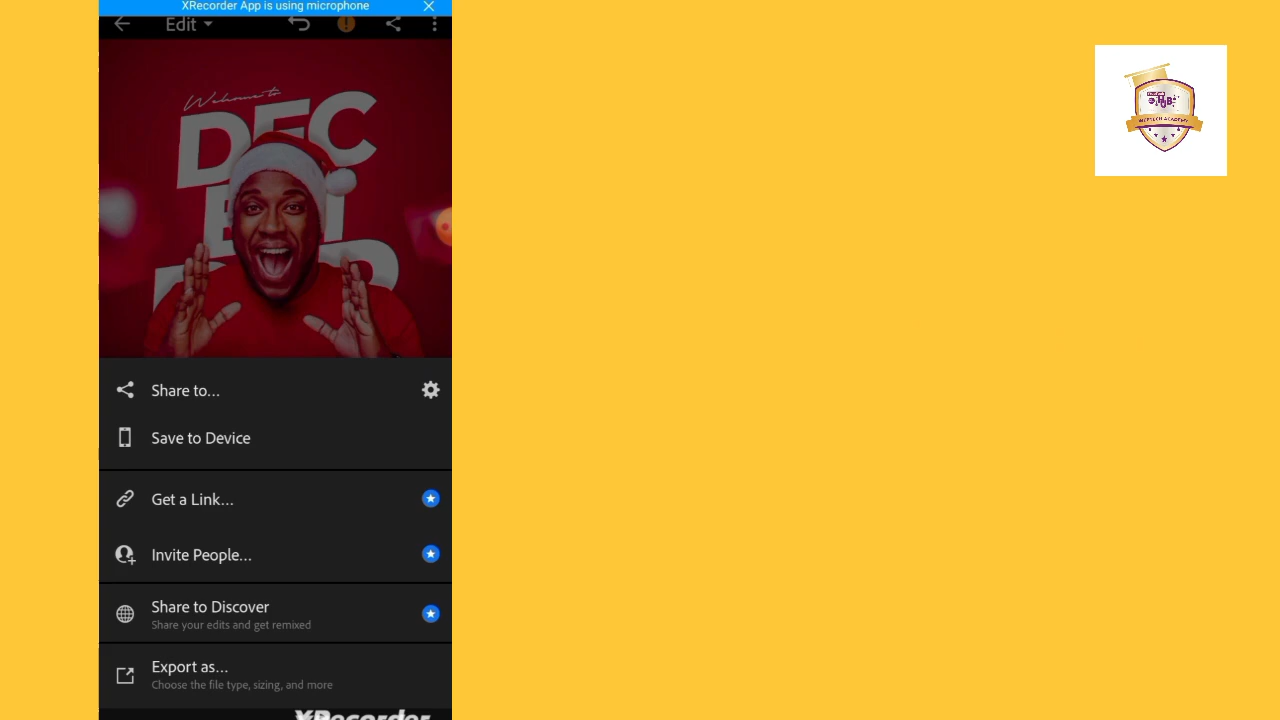 XRecorder App is using microphone
Edit
Welcome to
DEC
Share to...
Save to Device
Get a Link...
Invite People...
Share to Discover
Share your edits and get remixed
Export as...
Choose the file type, sizing, and more
XRecorder